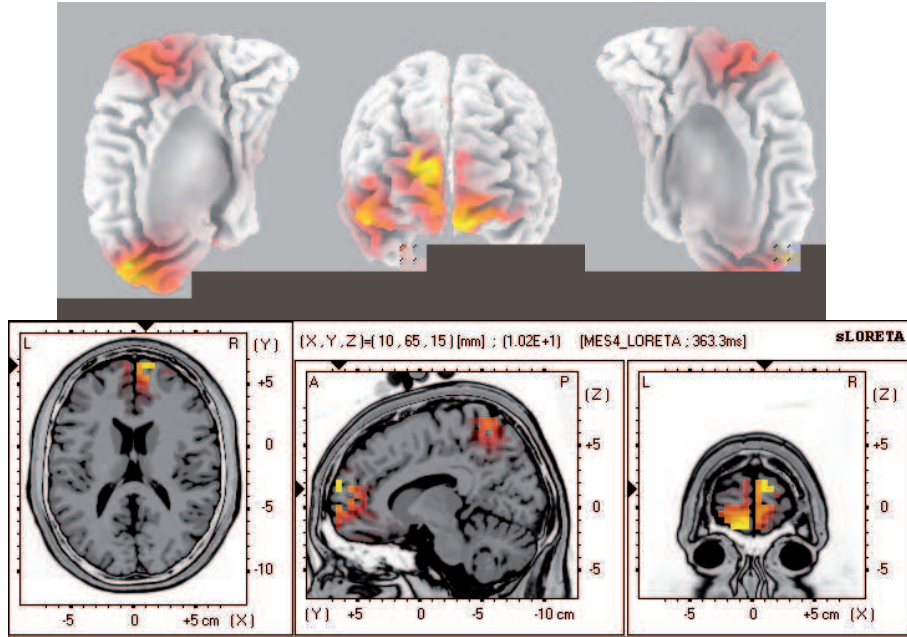 (X, Y, Z)=(10, 65, 15) [mm] ; (1.02E+1) [MES4_LORETA ; 363.3ms] sLORETA
L R (Y)
+5
0
-5
-10
-5 0 +5 cm (X)
A P (Z)
+5
0
-5
(Y) +5 0 -5 -10 cm
L R (Z)
+5
0
-5
-5 0 +5 cm (X)